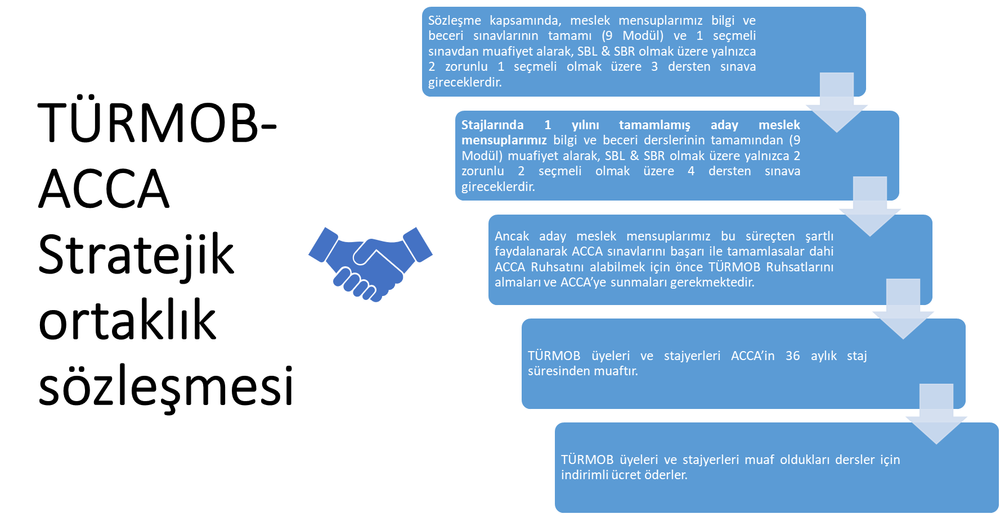 TÜRMOB-
ACCA
Stratejik
ortaklık
sözleşmesi
Sözleşme kapsamında, meslek mensuplarımız bilgi ve
beceri sınavlarının tamamı (9 Modül) ve 1 seçmeli
sınavdan muafiyet alarak, SBL & SBR olmak üzere yalnızca
2 zorunlu 1 seçmeli olmak üzere 3 dersten sınava
gireceklerdir.
Stajlarında 1 yılını tamamlamış aday meslek
mensuplarımız bilgi ve beceri derslerinin tamamından (9
Modül) muafiyet alarak, SBL & SBR olmak üzere yalnızca 2
zorunlu 2 seçmeli olmak üzere 4 dersten sınava
gireceklerdir.
Ancak aday meslek mensuplarımız bu süreçten şartlı
faydalanarak ACCA sınavlarını başarı ile tamamlasalar dahi
ACCA Ruhsatını alabilmek için önce TÜRMOB Ruhsatlarını
almaları ve ACCA’ye sunmaları gerekmektedir.
TÜRMOB üyeleri ve stajyerleri ACCA’in 36 aylık staj
süresinden muaftır.
TÜRMOB üyeleri ve stajyerleri muaf oldukları dersler için
indirimli ücret öderler.